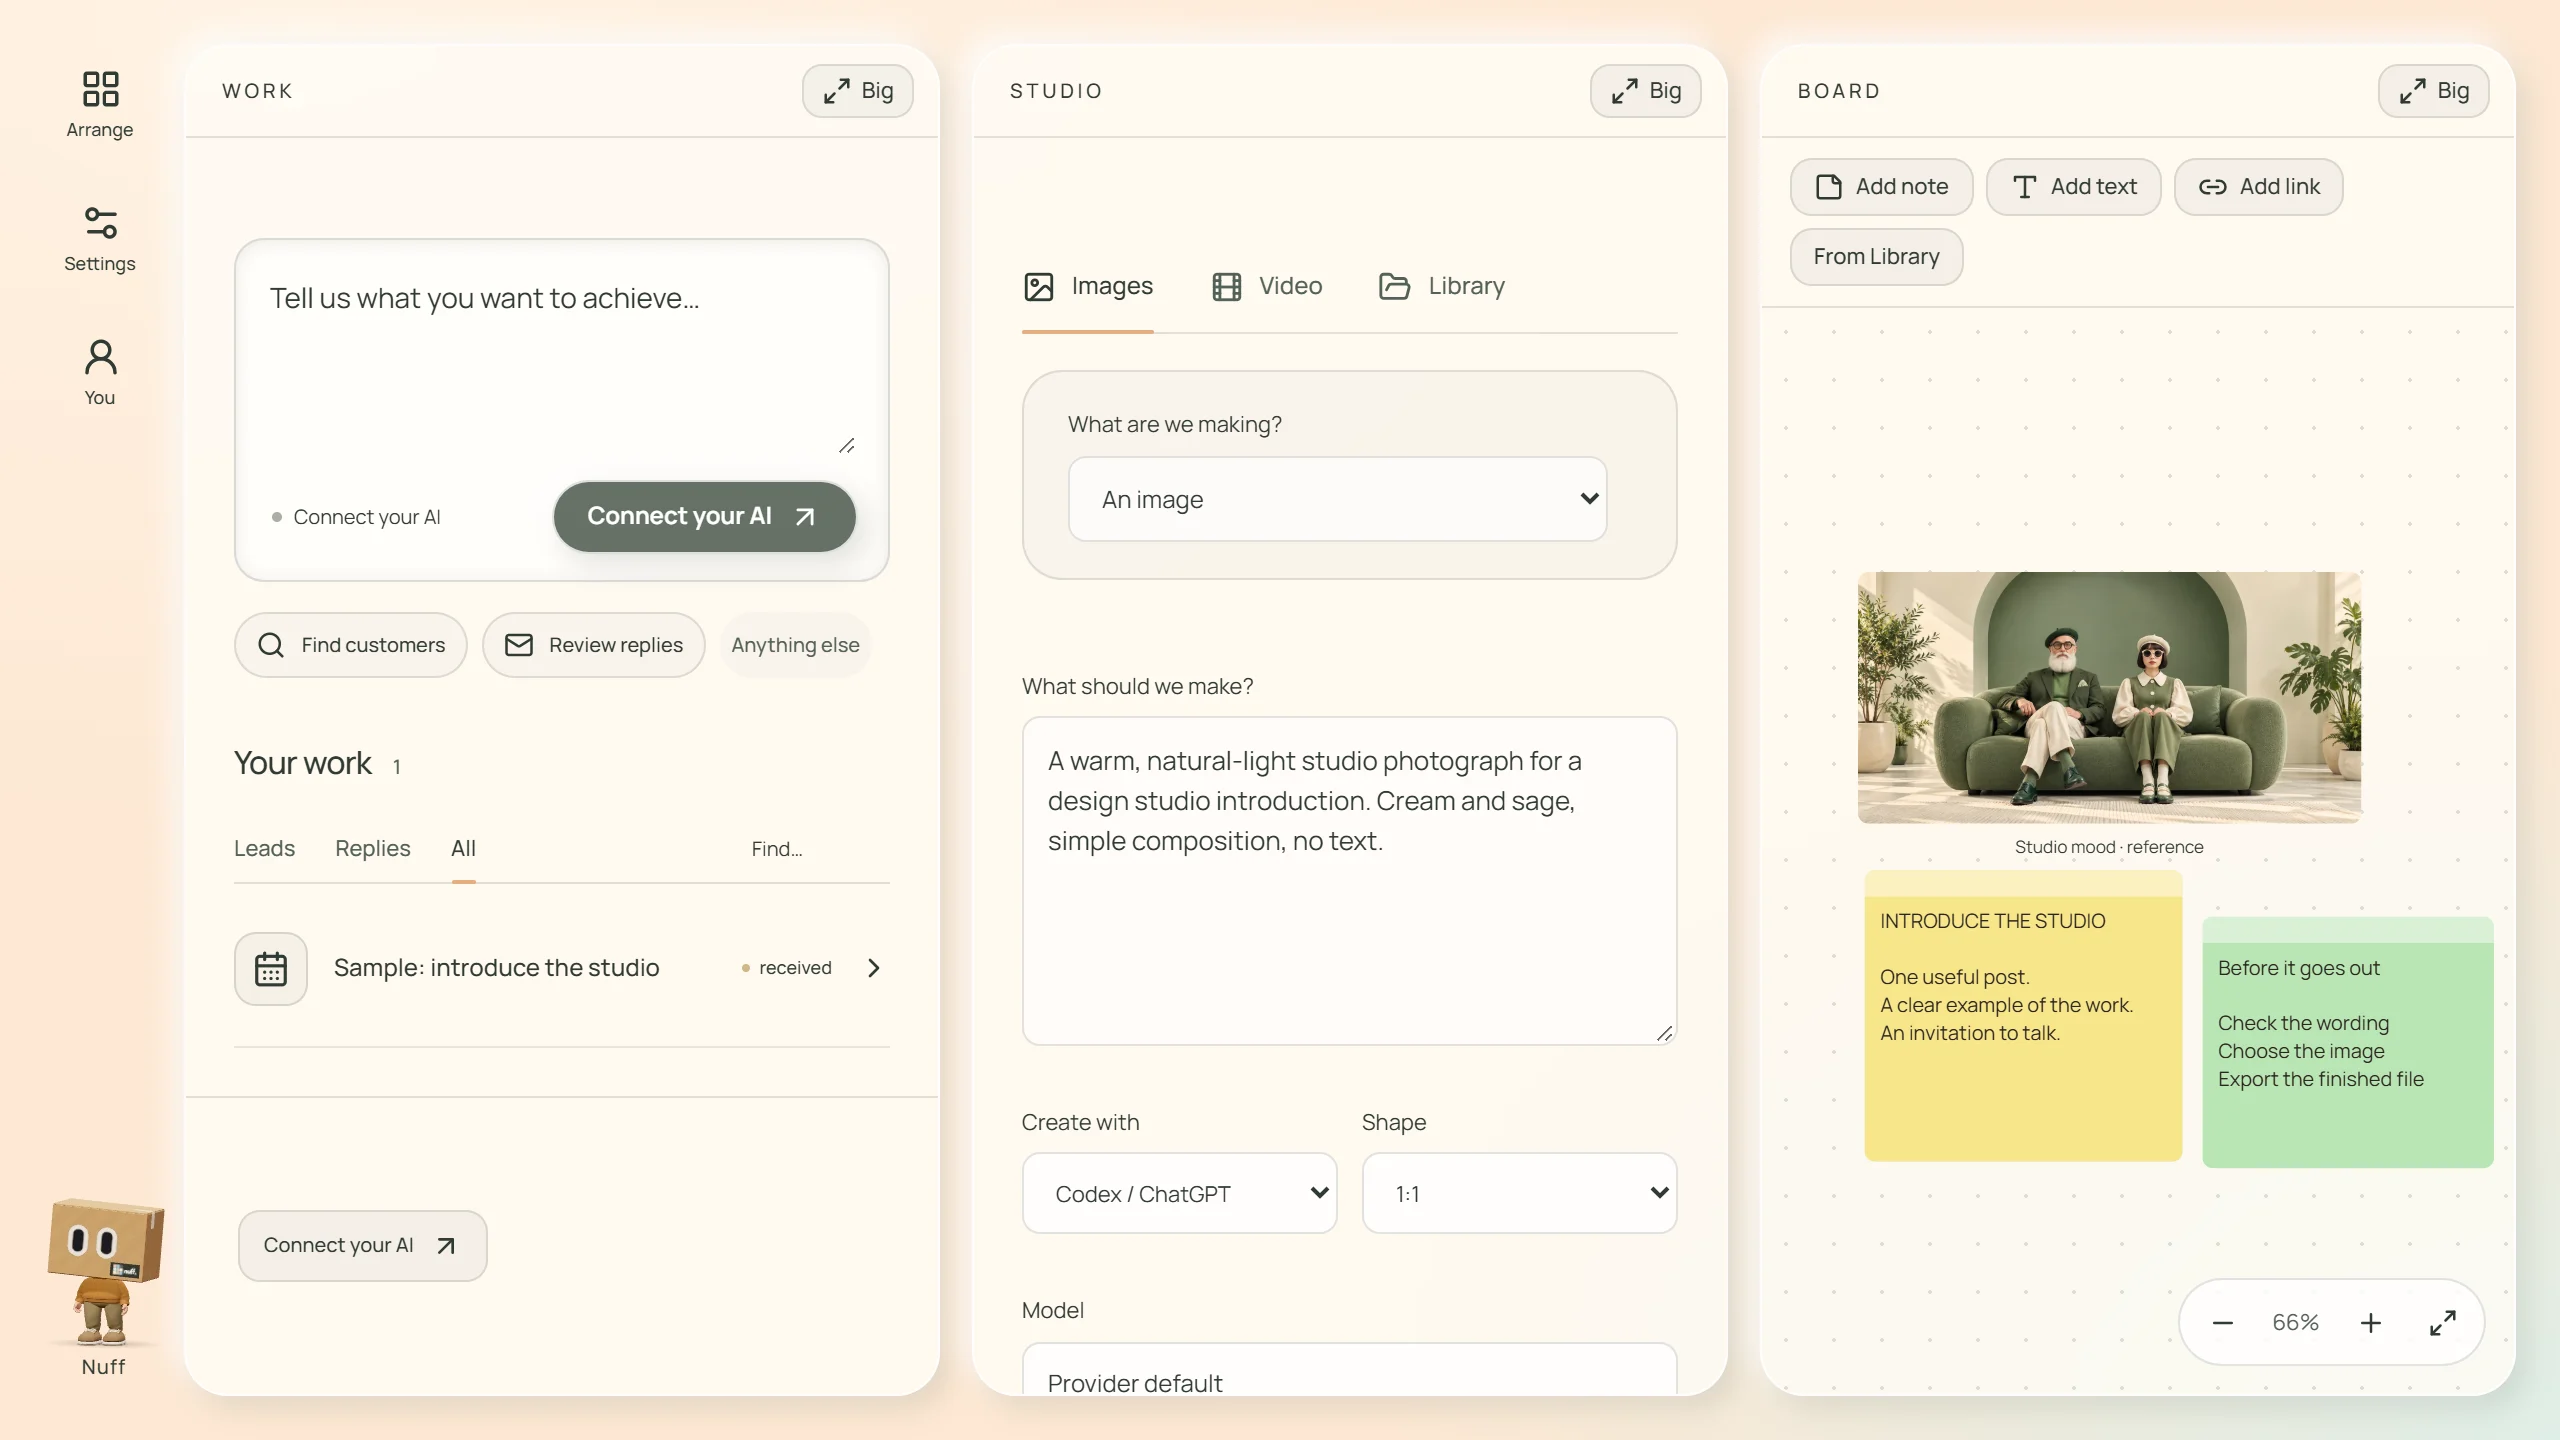 Arrange
Settings
You
nuff.
Nuff
WORK
Big
Tell us what you want to achieve...
Connect your AI
Connect your AI
Find customers
Review replies
Anything else
Your work 1
Leads
Replies
All
Find...
Sample: introduce the studio
received
Connect your AI
STUDIO
Big
Images
Video
Library
What are we making?
An image
What should we make?
A warm, natural-light studio photograph for a
design studio introduction. Cream and sage,
simple composition, no text.
Create with
Codex / ChatGPT
Shape
1:1
Model
Provider default
BOARD
Big
Add note
Add text
Add link
From Library
Studio mood · reference
INTRODUCE THE STUDIO
One useful post.
A clear example of the work.
An invitation to talk.
Before it goes out
Check the wording
Choose the image
Export the finished file
66%